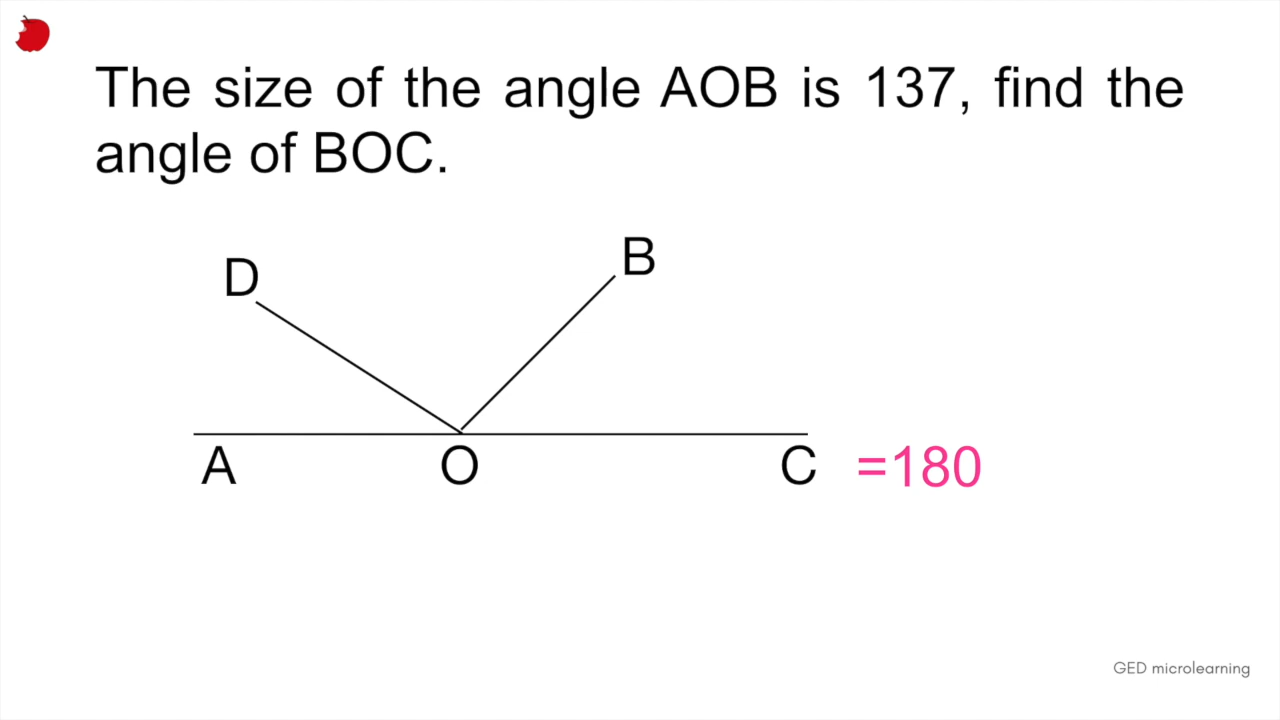 The size of the angle AOB is 137, find the
angle of BOC.
B
D
A O C =180
GED microlearning